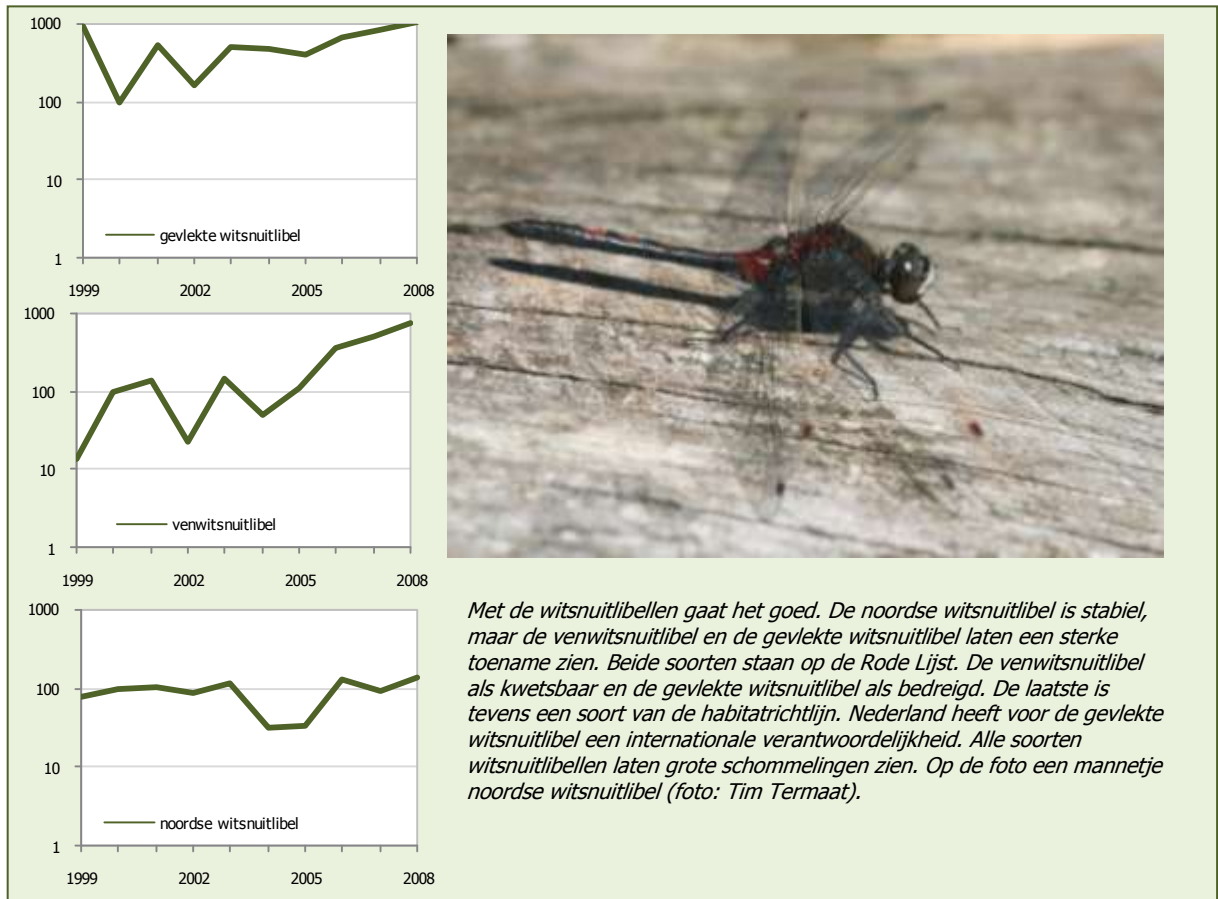 1000
100
10
1
gevlekte witsnuitlibel
1999 2002 2005 2008
1000
100
10
1
venwitsnuitlibel
1999 2002 2005 2008
1000
100
10
1
noordse witsnuitlibel
1999 2002 2005 2008
Met de witsnuitlibellen gaat het goed. De noordse witsnuitlibel is stabiel,
maar de venwitsnuitlibel en de gevlekte witsnuitlibel laten een sterke
toename zien. Beide soorten staan op de Rode Lijst. De venwitsnuitlibel
als kwetsbaar en de gevlekte witsnuitlibel als bedreigd. De laatste is
tevens een soort van de habitatrichtlijn. Nederland heeft voor de gevlekte
witsnuitlibel een internationale verantwoordelijkheid. Alle soorten
witsnuitlibellen laten grote schommelingen zien. Op de foto een mannetje
noordse witsnuitlibel (foto: Tim Termaat).